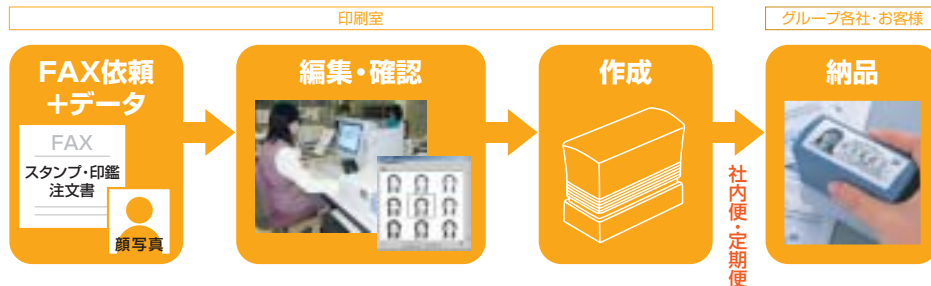 印刷室
グループ各社・お客様
FAX依頼
＋データ
FAX
スタンプ・印鑑
注文書
顔写真
編集・確認
作成
社内便・定期便
納品